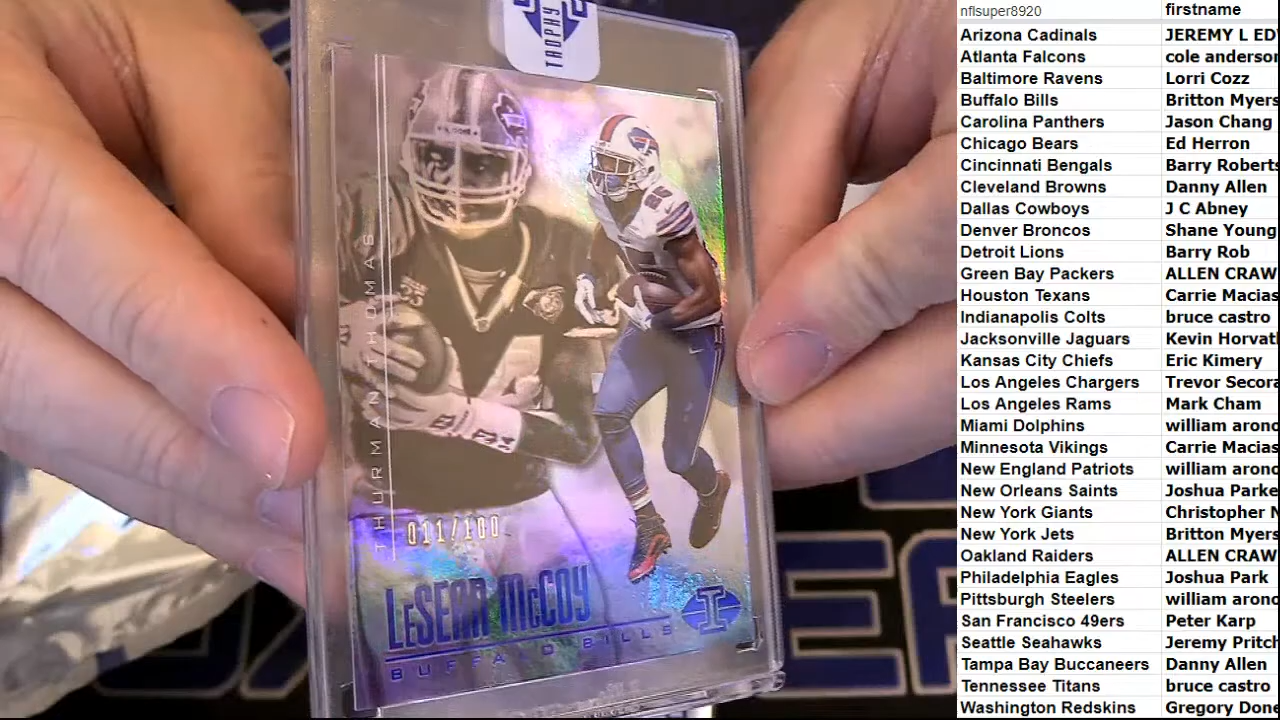 TROPHY
THURMAN THOMAS
011/100
LESEAN MCCOY
BUFFALO BILLS
I
nflsuper8920 firstname
Arizona Cadinals JEREMY L ED
Atlanta Falcons cole anderson
Baltimore Ravens Lorri Cozz
Buffalo Bills Britton Myers
Carolina Panthers Jason Chang
Chicago Bears Ed Herron
Cincinnati Bengals Barry Roberts
Cleveland Browns Danny Allen
Dallas Cowboys J C Abney
Denver Broncos Shane Young
Detroit Lions Barry Rob
Green Bay Packers ALLEN CRAW
Houston Texans Carrie Macias
Indianapolis Colts bruce castro
Jacksonville Jaguars Kevin Horvat
Kansas City Chiefs Eric Kimery
Los Angeles Chargers Trevor Secora
Los Angeles Rams Mark Cham
Miami Dolphins william arono
Minnesota Vikings Carrie Macias
New England Patriots william arono
New Orleans Saints Joshua Parke
New York Giants Christopher N
New York Jets Britton Myers
Oakland Raiders ALLEN CRAW
Philadelphia Eagles Joshua Park
Pittsburgh Steelers william arono
San Francisco 49ers Peter Karp
Seattle Seahawks Jeremy Pritch
Tampa Bay Buccaneers Danny Allen
Tennessee Titans bruce castro
Washington Redskins Gregory Done